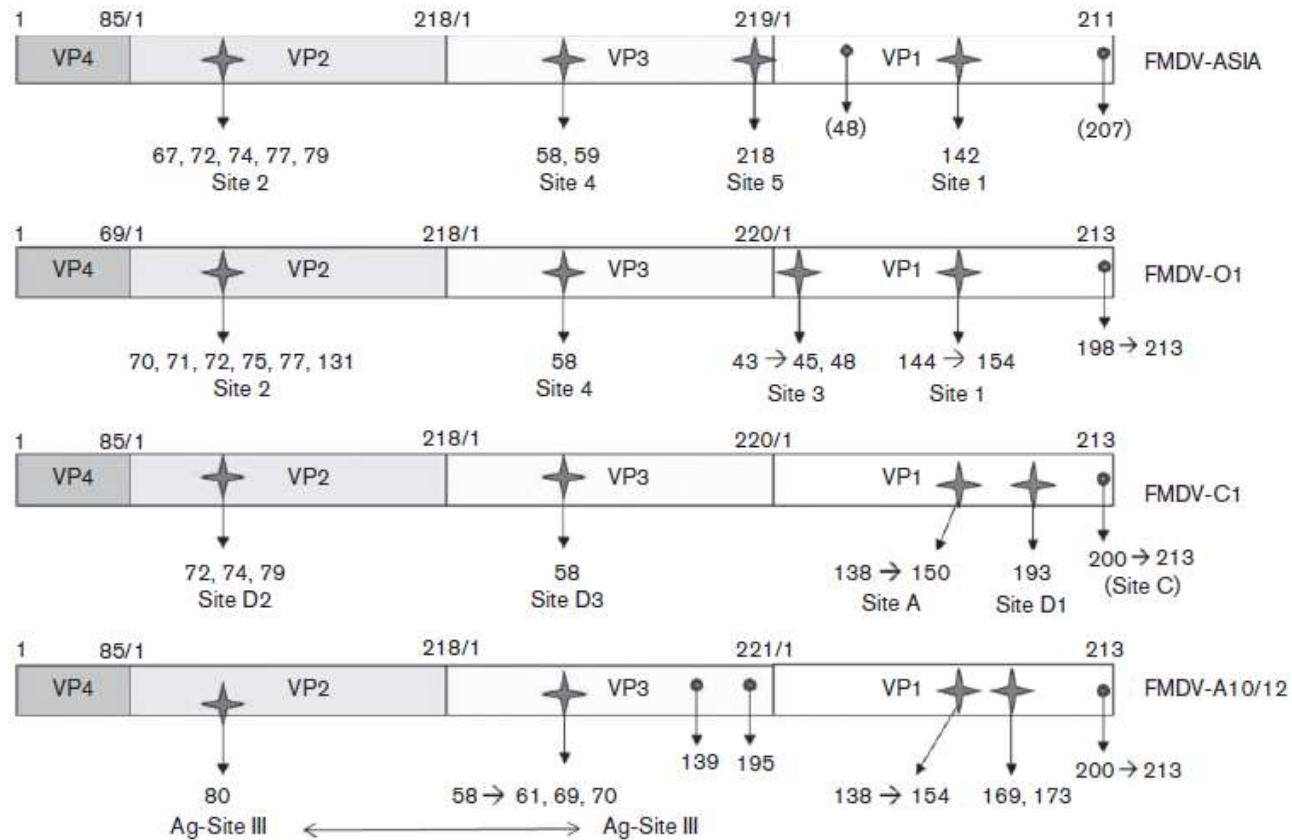 1 85/1 218/1 219/1 211
VP4 VP2 VP3 VP1 FMDV-ASIA
(48) (207)
67, 72, 74, 77, 79 58, 59 218 142
Site 2 Site 4 Site 5 Site 1
1 69/1 218/1 220/1 213
VP4 VP2 VP3 VP1 FMDV-O1
70, 71, 72, 75, 77, 131 58 43 → 45, 48 144 → 154 198 → 213
Site 2 Site 4 Site 3 Site 1
1 85/1 218/1 220/1 213
VP4 VP2 VP3 VP1 FMDV-C1
72, 74, 79 58 138 → 150 193 200 → 213
Site D2 Site D3 Site A Site D1 (Site C)
1 85/1 218/1 221/1 213
VP4 VP2 VP3 VP1 FMDV-A10/12
139 195
80 58 → 61, 69, 70 138 → 154 169, 173 200 → 213
Ag-Site III Ag-Site III